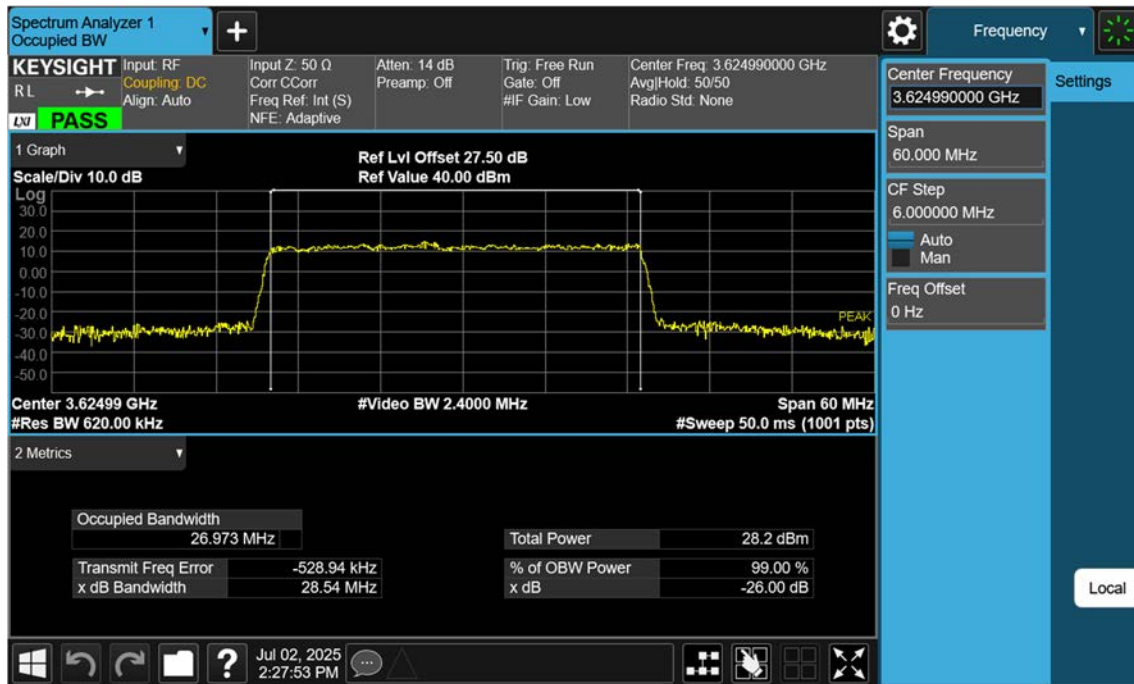 Spectrum Analyzer 1
Occupied BW
Frequency
KEYSIGHT
R L
LXI
PASS
Input: RF
Coupling: DC
Align: Auto
Input Z: 50 Ω
Corr CCorr
Freq Ref: Int (S)
NFE: Adaptive
Atten: 14 dB
Preamp: Off
Trig: Free Run
Gate: Off
#IF Gain: Low
Center Freq: 3.624990000 GHz
Avg|Hold: 50/50
Radio Std: None
Center Frequency
3.624990000 GHz
Settings
Span
60.000 MHz
CF Step
6.000000 MHz
Auto
Man
Freq Offset
0 Hz
Local
1 Graph
Scale/Div 10.0 dB
Ref Lvl Offset 27.50 dB
Ref Value 40.00 dBm
Log
30.0
20.0
10.0
0.00
-10.0
-20.0
-30.0
-40.0
-50.0
PEAK
Center 3.62499 GHz
#Video BW 2.4000 MHz
Span 60 MHz
#Res BW 620.00 kHz
#Sweep 50.0 ms (1001 pts)
2 Metrics
Occupied Bandwidth
26.973 MHz
Total Power 28.2 dBm
Transmit Freq Error -528.94 kHz
% of OBW Power 99.00 %
x dB Bandwidth 28.54 MHz
x dB -26.00 dB
?
Jul 02, 2025
2:27:53 PM